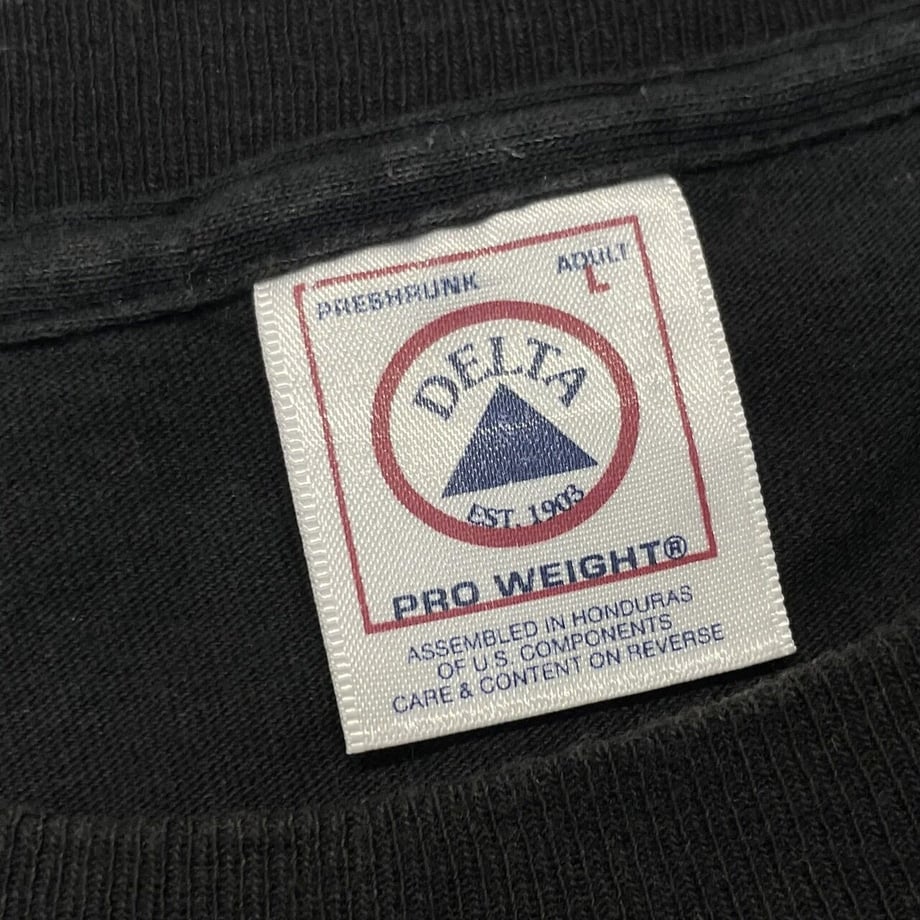 PRESHRUNK
ADULT
L
DELTA
EST. 1903
PRO WEIGHT®
ASSEMBLED IN HONDURAS
OF U.S. COMPONENTS
CARE & CONTENT ON REVERSE